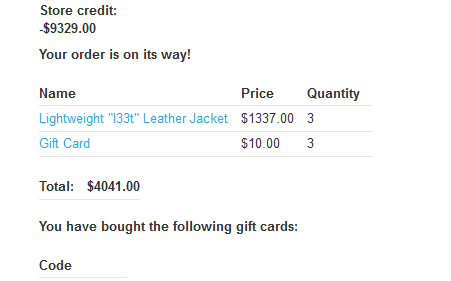 Store credit:
-$9329.00
Your order is on its way!
Name Price Quantity
Lightweight "l33t" Leather Jacket $1337.00 3
Gift Card $10.00 3
Total: $4041.00
You have bought the following gift cards:
Code